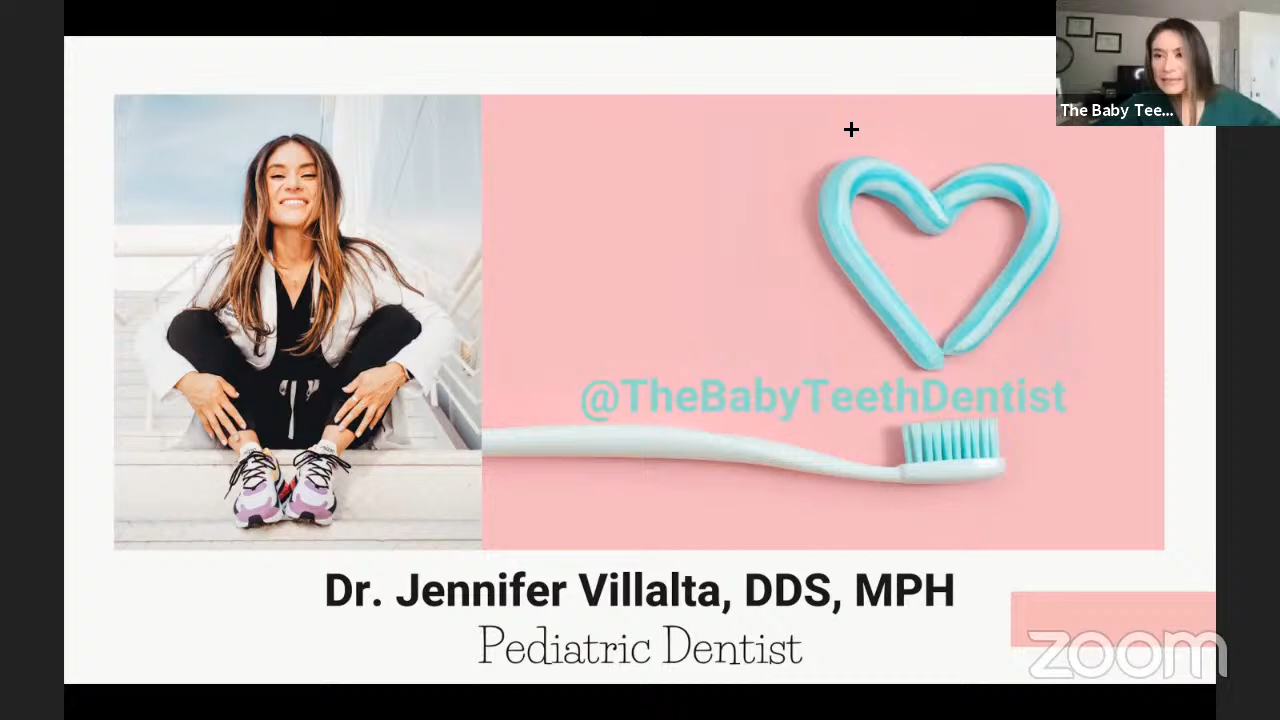 The Baby Tee...
@TheBabyTeethDentist
Dr. Jennifer Villalta, DDS, MPH
Pediatric Dentist
zoom